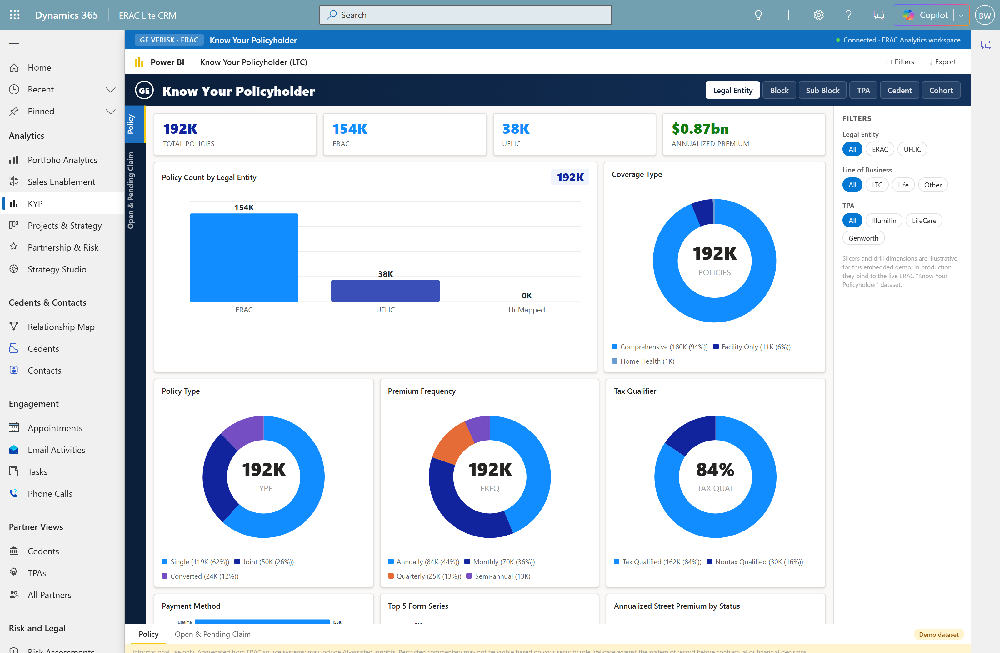 Dynamics 365
ERAC Lite CRM
Search
Copilot
BW
Home
Recent
Pinned
Analytics
Portfolio Analytics
Sales Enablement
KYP
Projects & Strategy
Partnership & Risk
Strategy Studio
Cedents & Contacts
Relationship Map
Cedents
Contacts
Engagement
Appointments
Email Activities
Tasks
Phone Calls
Partner Views
Cedents
TPAs
All Partners
Risk and Legal
Risk Assessments
GE VERISK · ERAC
Know Your Policyholder
Connected · ERAC Analytics workspace
Power BI
Know Your Policyholder (LTC)
Filters
Export
GE
Know Your Policyholder
Legal Entity
Block
Sub Block
TPA
Cedent
Cohort
Policy
Open & Pending Claim
192K
TOTAL POLICIES
154K
ERAC
38K
UFLIC
$0.87bn
ANNUALIZED PREMIUM
Policy Count by Legal Entity
192K
154K
38K
0K
ERAC
UFLIC
UnMapped
Coverage Type
192K
POLICIES
Comprehensive (180K (94%))
Facility Only (11K (6%))
Home Health (1K)
Policy Type
192K
TYPE
Single (119K (62%))
Joint (50K (26%))
Converted (24K (12%))
Premium Frequency
192K
FREQ
Annually (84K (44%))
Monthly (70K (36%))
Quarterly (25K (13%))
Semi-annual (13K)
Tax Qualifier
84%
TAX QUAL
Tax Qualified (162K (84%))
Nontax Qualified (30K (16%))
Payment Method
Lifetime
155K
Top 5 Form Series
Annualized Street Premium by Status
FILTERS
Legal Entity
All
ERAC
UFLIC
Line of Business
All
LTC
Life
Other
TPA
All
Illumifin
LifeCare
Genworth
Slicers and drill dimensions are illustrative
for this embedded demo. In production
they bind to the live ERAC "Know Your
Policyholder" dataset.
Policy
Open & Pending Claim
Demo dataset
Informational use only. Aggregated from ERAC source systems; may include AI-assisted insights. Restricted commentary may not be visible based on your security role. Validate against the system of record before contractual or financial decisions.